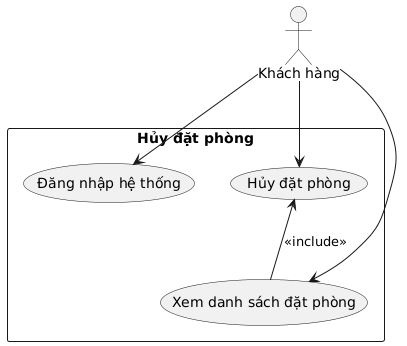 Khách hàng
Hủy đặt phòng
Đăng nhập hệ thống
Hủy đặt phòng
«include»
Xem danh sách đặt phòng